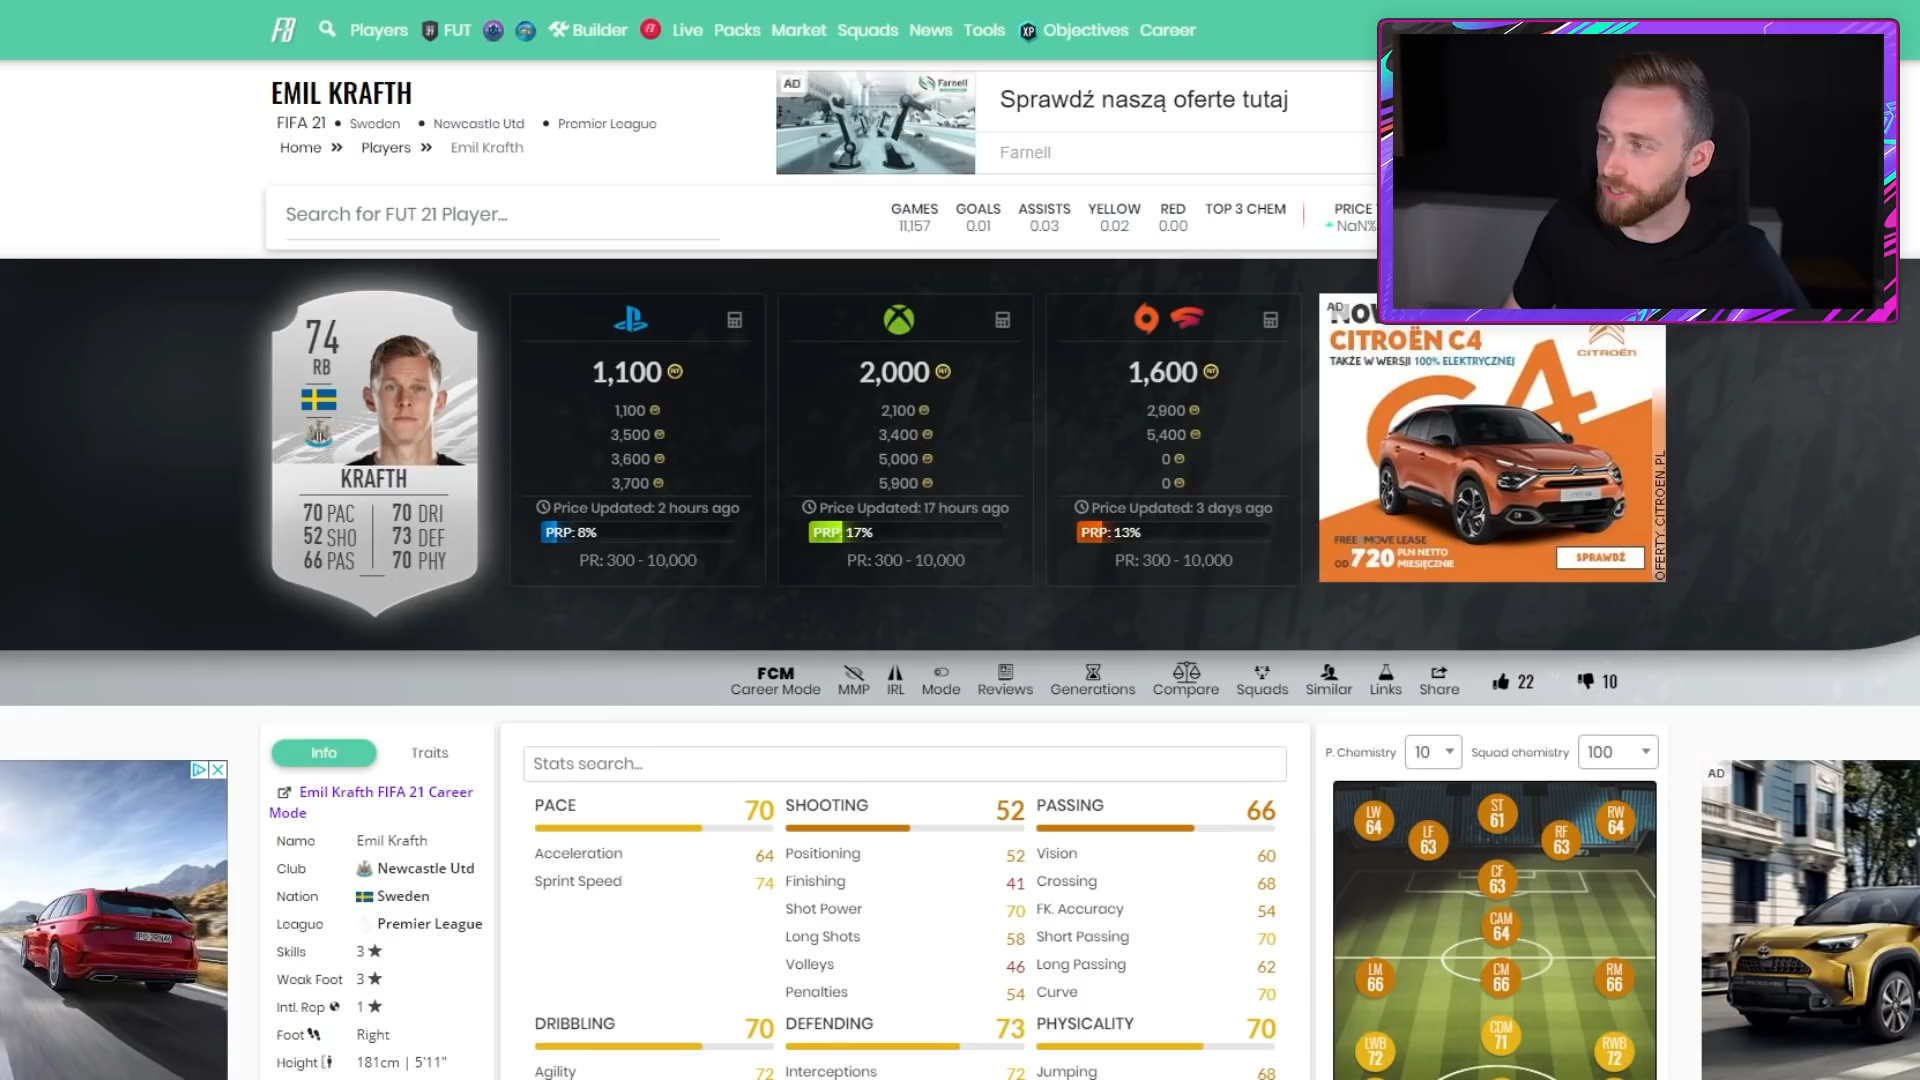 Players FUT Builder Live Packs Market Squads News Tools XP Objectives Career
EMIL KRAFTH
FIFA 21 • Sweden • Newcastle Utd • Premier League
Home » Players » Emil Krafth
AD
Farnell
Sprawdź naszą oferte tutaj
Farnell
Search for FUT 21 Player...
GAMES GOALS ASSISTS YELLOW RED TOP 3 CHEM PRICE
11,157 0.01 0.03 0.02 0.00 NaN%
74
RB
KRAFTH
70 PAC 70 DRI
52 SHO 73 DEF
66 PAS 70 PHY
1,100
1,100
3,500
3,600
3,700
Price Updated: 2 hours ago
PRP: 8%
PR: 300 - 10,000
2,000
2,100
3,400
5,000
5,900
Price Updated: 17 hours ago
PRP: 17%
PR: 300 - 10,000
1,600
2,900
5,400
0
0
Price Updated: 3 days ago
PRP: 13%
PR: 300 - 10,000
AD
CITROËN C4
TAKŻE W WERSJI 100% ELEKTRYCZNEJ
CITROËN
C4
FREE2MOVE LEASE
OD 720 PLN NETTO MIESIĘCZNIE
SPRAWDŹ
OFERTY.CITROEN.PL
FCM
Career Mode MMP IRL Mode Reviews Generations Compare Squads Similar Links Share 22 10
Info Traits
Emil Krafth FIFA 21 Career
Mode
Name Emil Krafth
Club Newcastle Utd
Nation Sweden
League Premier League
Skills 3
Weak Foot 3
Intl. Rep 1
Foot Right
Height 181cm | 5'11"
Stats search...
PACE 70 SHOOTING 52 PASSING 66
Acceleration 64 Positioning 52 Vision 60
Sprint Speed 74 Finishing 41 Crossing 68
Shot Power 70 FK. Accuracy 54
Long Shots 58 Short Passing 70
Volleys 46 Long Passing 62
Penalties 54 Curve 70
DRIBBLING 70 DEFENDING 73 PHYSICALITY 70
Agility 72 Interceptions 72 Jumping 68
P. Chemistry 10 Squad chemistry 100
LW 64
ST 61
RW 64
LF 63
RF 63
CF 63
CAM 64
LM 66
CM 66
RM 66
CDM 71
LWB 72
RWB 72
AD